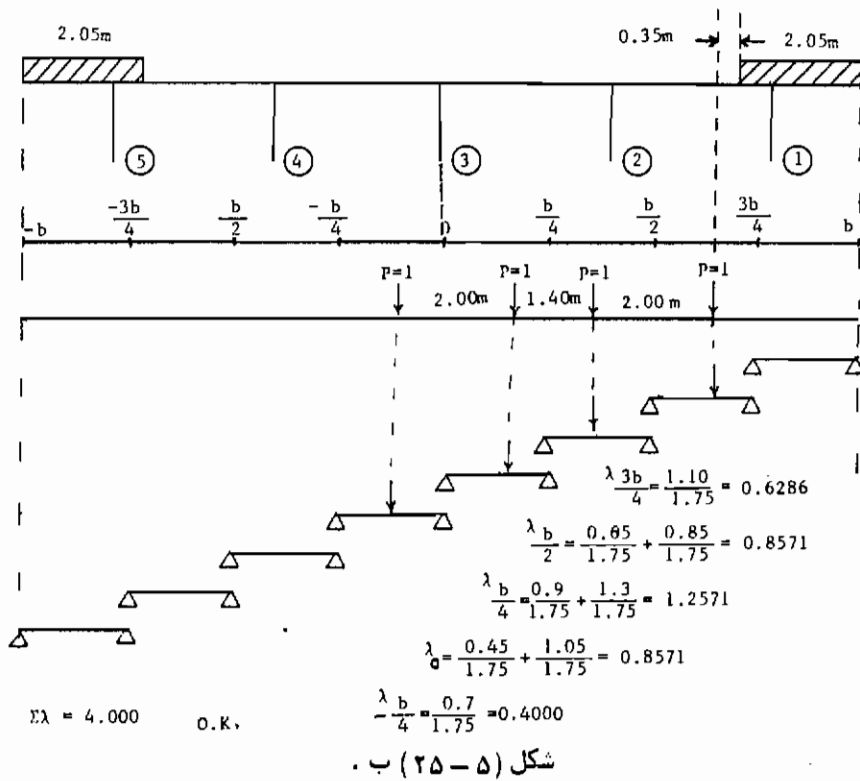 2.05m 0.35m 2.05m
5 4 3 2 1
-b -3b/4 b/2 -b/4 0 b/4 b/2 3b/4 b
P=1 P=1 P=1 P=1
2.00m 1.40m 2.00 m
λ 3b/4 = 1.10/1.75 = 0.6286
λ b/2 = 0.65/1.75 + 0.85/1.75 = 0.8571
λ b/4 = 0.9/1.75 + 1.3/1.75 = 1.2571
λ 0 = 0.45/1.75 + 1.05/1.75 = 0.8571
λ - b/4 = 0.7/1.75 = 0.4000
Σλ = 4.000 O.K.
شكل (٥ - ٢٥) ب .